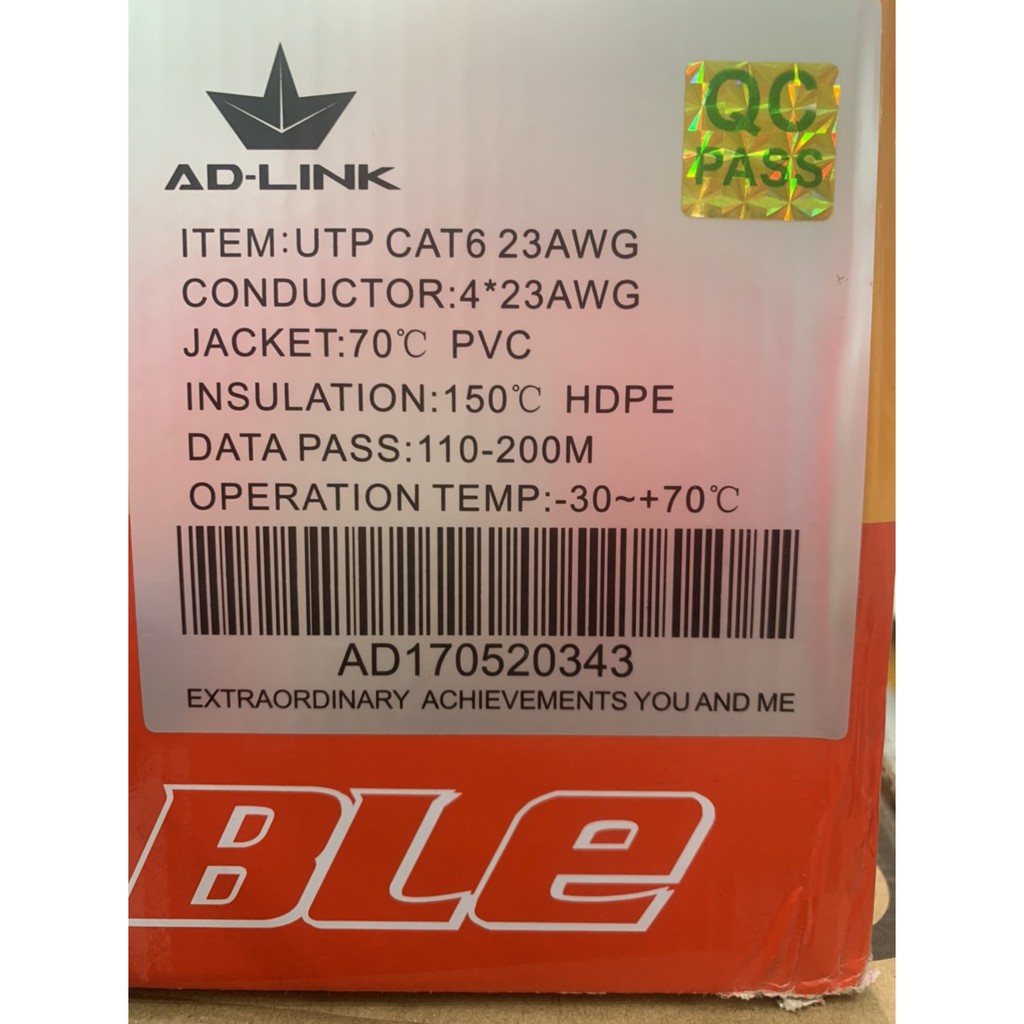 AD-LINK
QC
PASS
ITEM:UTP CAT6 23AWG
CONDUCTOR:4*23AWG
JACKET:70℃ PVC
INSULATION:150℃ HDPE
DATA PASS:110-200M
OPERATION TEMP:-30~+70℃
AD170520343
EXTRAORDINARY ACHIEVEMENTS YOU AND ME
BLe